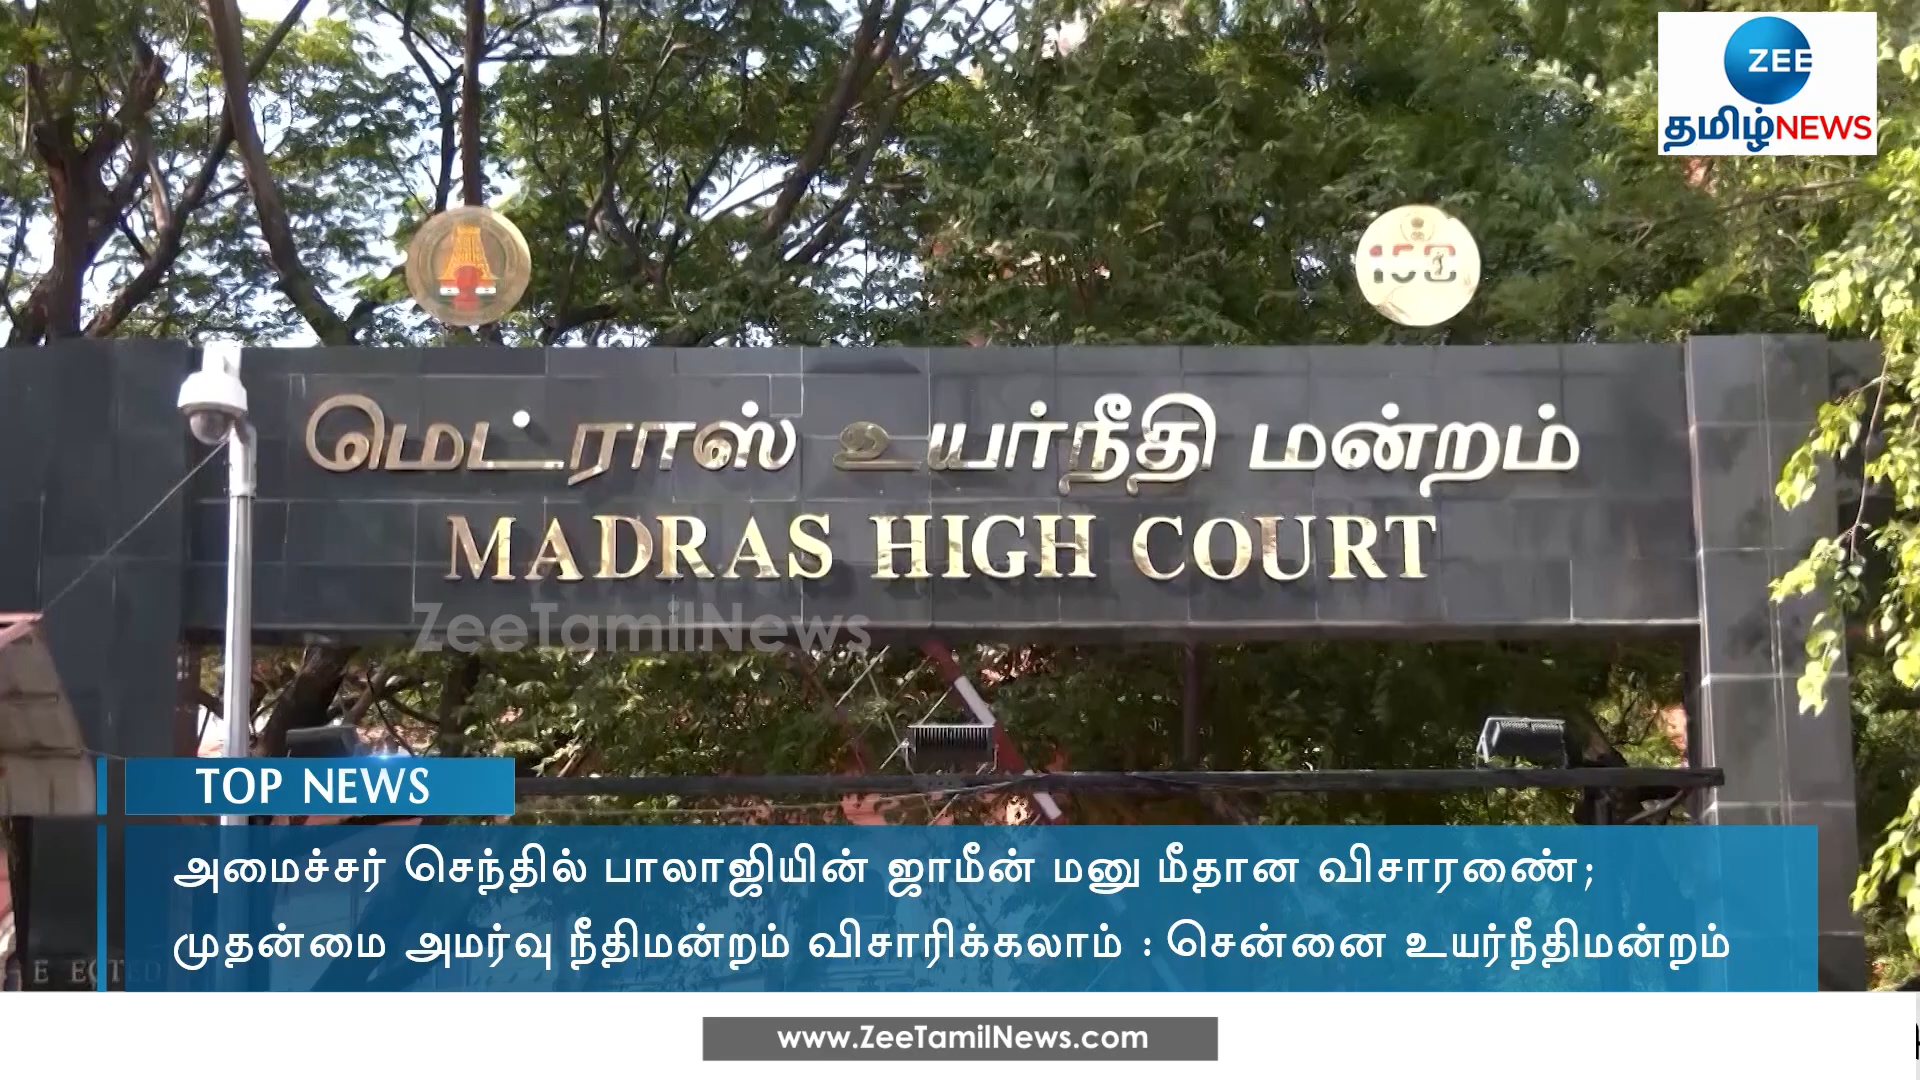 ZEE
தமிழ்NEWS
150
மெட்ராஸ் உயர்நீதி மன்றம்
MADRAS HIGH COURT
ZeeTamilNews
TOP NEWS
அமைச்சர் செந்தில் பாலாஜியின் ஜாமீன் மனு மீதான விசாரணை;
முதன்மை அமர்வு நீதிமன்றம் விசாரிக்கலாம் : சென்னை உயர்நீதிமன்றம்
www.ZeeTamilNews.com